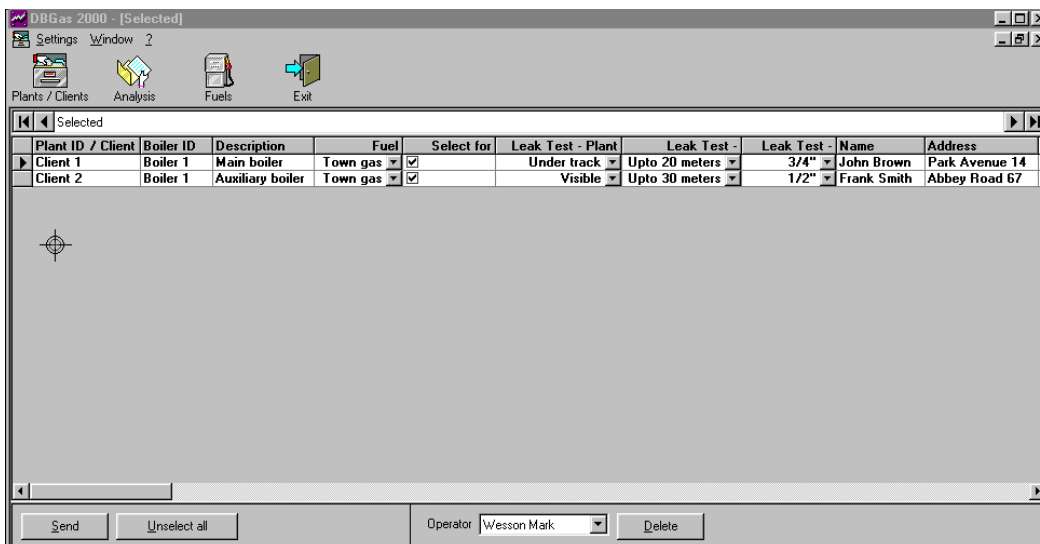 DBGas 2000 - [Selected]
Settings Window ?
Plants / Clients Analysis Fuels Exit
Selected
Plant ID / Client Boiler ID Description Fuel Select for Leak Test - Plant Leak Test - Leak Test - Name Address
Client 1 Boiler 1 Main boiler Town gas Under track Upto 20 meters 3/4" John Brown Park Avenue 14
Client 2 Boiler 1 Auxiliary boiler Town gas Visible Upto 30 meters 1/2" Frank Smith Abbey Road 67
Send Unselect all Operator Wesson Mark Delete